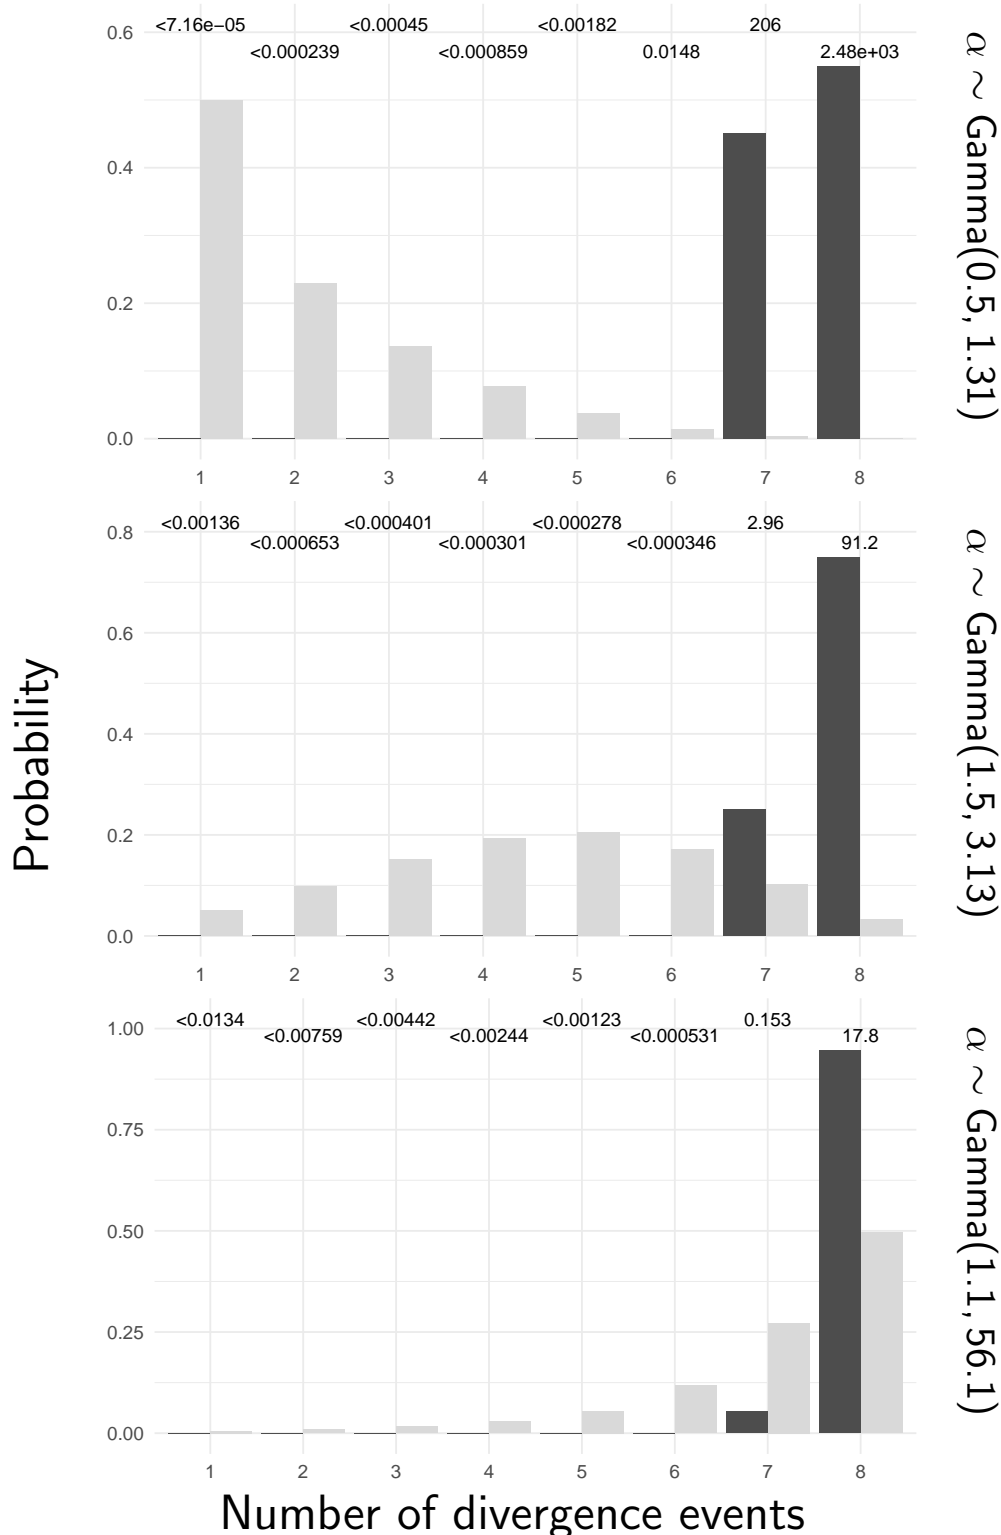 <7.16e−05 <0.00045 <0.00182 206
<0.000239 <0.000859 0.0148 2.48e+03
0.6
0.4
0.2
0.0
1 2 3 4 5 6 7 8
α ∼ Gamma(0.5, 1.31)
<0.00136 <0.000401 <0.000278 2.96
<0.000653 <0.000301 <0.000346 91.2
0.8
0.6
0.4
0.2
0.0
1 2 3 4 5 6 7 8
α ∼ Gamma(1.5, 3.13)
Probability
<0.0134 <0.00442 <0.00123 0.153
<0.00759 <0.00244 <0.000531 17.8
1.00
0.75
0.50
0.25
0.00
1 2 3 4 5 6 7 8
α ∼ Gamma(1.1, 56.1)
Number of divergence events